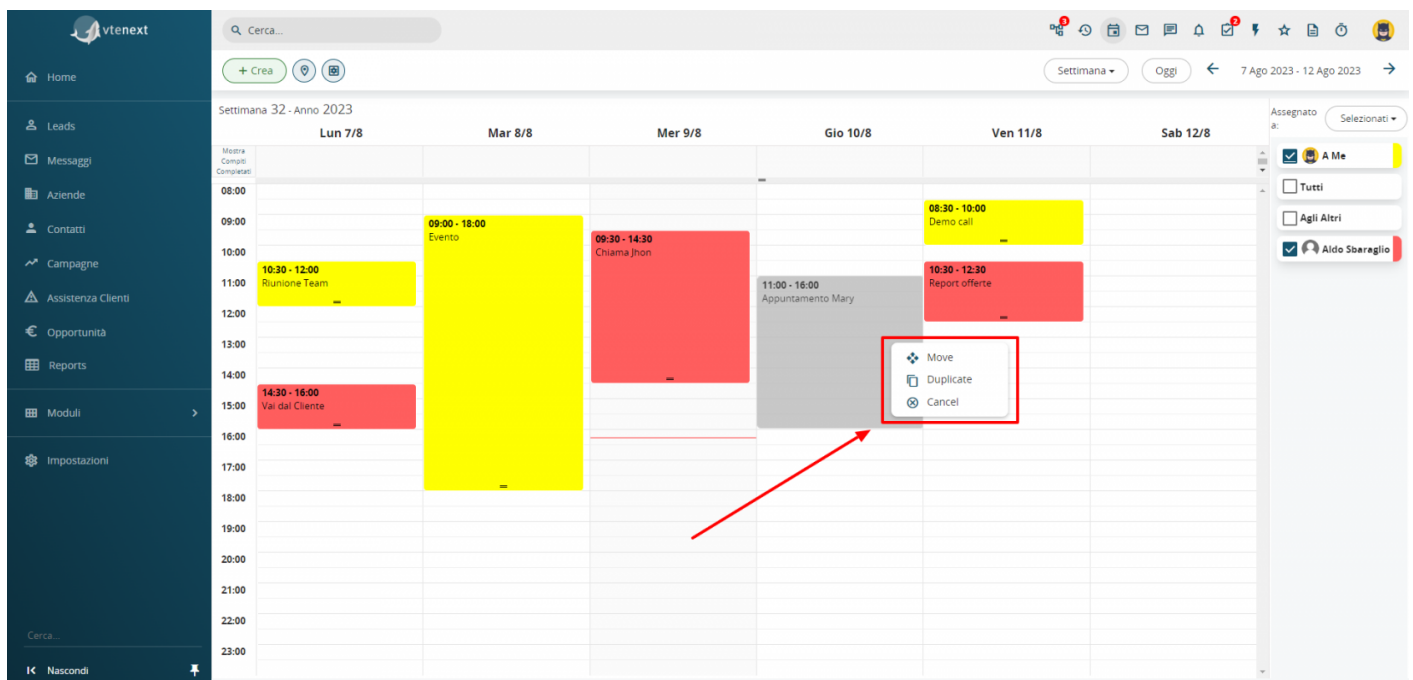 vtenext
Cerca...
3
2
Home
+ Crea
Settimana
Oggi
7 Ago 2023 - 12 Ago 2023
Leads
Messaggi
Aziende
Contatti
Campagne
Assistenza Clienti
Opportunità
Reports
Moduli
Impostazioni
Cerca...
Nascondi
Settimana 32 - Anno 2023
Lun 7/8
Mar 8/8
Mer 9/8
Gio 10/8
Ven 11/8
Sab 12/8
Mostra
Compiti
Completati
08:00
09:00
10:00
11:00
12:00
13:00
14:00
15:00
16:00
17:00
18:00
19:00
20:00
21:00
22:00
23:00
10:30 - 12:00
Riunione Team
14:30 - 16:00
Vai dal Cliente
09:00 - 18:00
Evento
09:30 - 14:30
Chiama Jhon
11:00 - 16:00
Appuntamento Mary
08:30 - 10:00
Demo call
10:30 - 12:30
Report offerte
Move
Duplicate
Cancel
Assegnato
a:
Selezionati
A Me
Tutti
Agli Altri
Aldo Sbaraglio